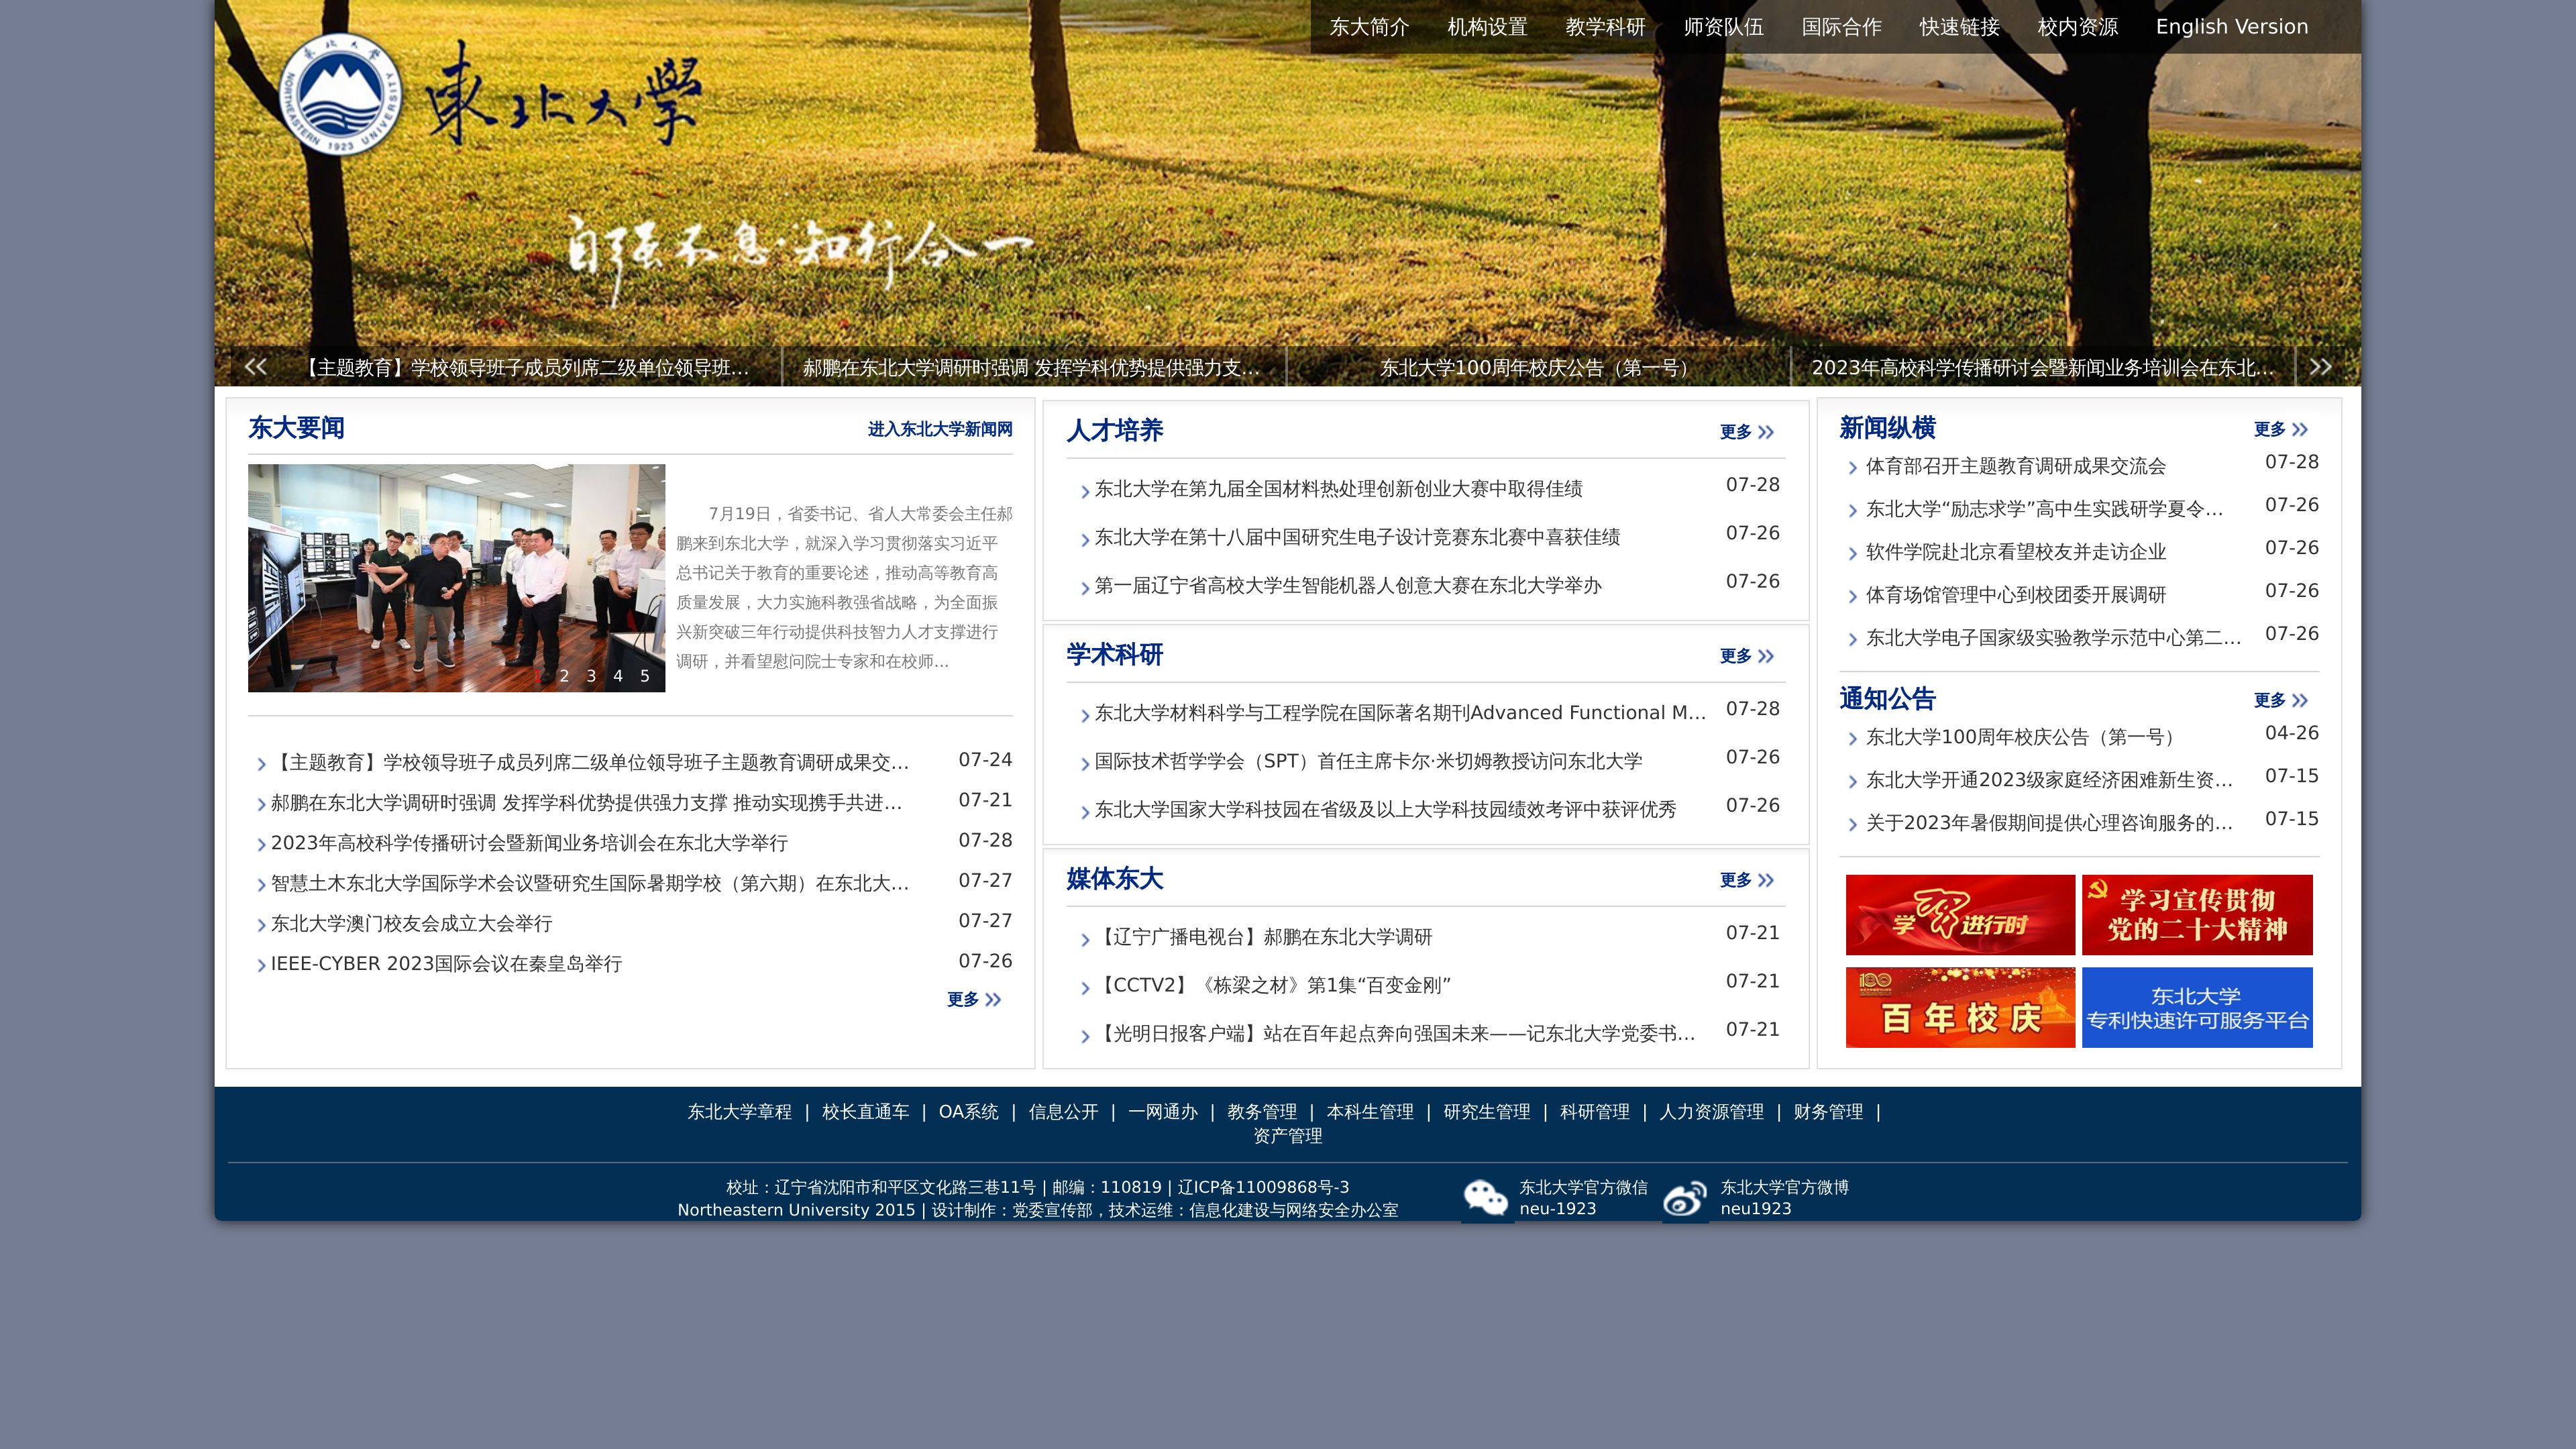 东大简介 机构设置 教学科研 师资队伍 国际合作 快速链接 校内资源 English Version
東北大學
NORTHEASTERN UNIVERSITY 1923
自强不息·知行合一
【主题教育】学校领导班子成员列席二级单位领导班…
郝鹏在东北大学调研时强调 发挥学科优势提供强力支…
东北大学100周年校庆公告（第一号）
2023年高校科学传播研讨会暨新闻业务培训会在东北…
东大要闻 进入东北大学新闻网
7月19日，省委书记、省人大常委会主任郝
鹏来到东北大学，就深入学习贯彻落实习近平
总书记关于教育的重要论述，推动高等教育高
质量发展，大力实施科教强省战略，为全面振
兴新突破三年行动提供科技智力人才支撑进行
调研，并看望慰问院士专家和在校师...
1 2 3 4 5
【主题教育】学校领导班子成员列席二级单位领导班子主题教育调研成果交… 07-24
郝鹏在东北大学调研时强调 发挥学科优势提供强力支撑 推动实现携手共进… 07-21
2023年高校科学传播研讨会暨新闻业务培训会在东北大学举行 07-28
智慧土木东北大学国际学术会议暨研究生国际暑期学校（第六期）在东北大… 07-27
东北大学澳门校友会成立大会举行 07-27
IEEE-CYBER 2023国际会议在秦皇岛举行 07-26
更多
人才培养 更多
东北大学在第九届全国材料热处理创新创业大赛中取得佳绩 07-28
东北大学在第十八届中国研究生电子设计竞赛东北赛中喜获佳绩 07-26
第一届辽宁省高校大学生智能机器人创意大赛在东北大学举办 07-26
学术科研 更多
东北大学材料科学与工程学院在国际著名期刊Advanced Functional M… 07-28
国际技术哲学学会（SPT）首任主席卡尔·米切姆教授访问东北大学 07-26
东北大学国家大学科技园在省级及以上大学科技园绩效考评中获评优秀 07-26
媒体东大 更多
【辽宁广播电视台】郝鹏在东北大学调研 07-21
【CCTV2】《栋梁之材》第1集“百变金刚” 07-21
【光明日报客户端】站在百年起点奔向强国未来——记东北大学党委书… 07-21
新闻纵横 更多
体育部召开主题教育调研成果交流会 07-28
东北大学“励志求学”高中生实践研学夏令… 07-26
软件学院赴北京看望校友并走访企业 07-26
体育场馆管理中心到校团委开展调研 07-26
东北大学电子国家级实验教学示范中心第二… 07-26
通知公告 更多
东北大学100周年校庆公告（第一号） 04-26
东北大学开通2023级家庭经济困难新生资… 07-15
关于2023年暑假期间提供心理咨询服务的… 07-15
学习进行时
学习宣传贯彻
党的二十大精神
100
百年校庆
东北大学
专利快速许可服务平台
东北大学章程 | 校长直通车 | OA系统 | 信息公开 | 一网通办 | 教务管理 | 本科生管理 | 研究生管理 | 科研管理 | 人力资源管理 | 财务管理 |
资产管理
校址：辽宁省沈阳市和平区文化路三巷11号 | 邮编：110819 | 辽ICP备11009868号-3
Northeastern University 2015 | 设计制作：党委宣传部，技术运维：信息化建设与网络安全办公室
东北大学官方微信
neu-1923
东北大学官方微博
neu1923